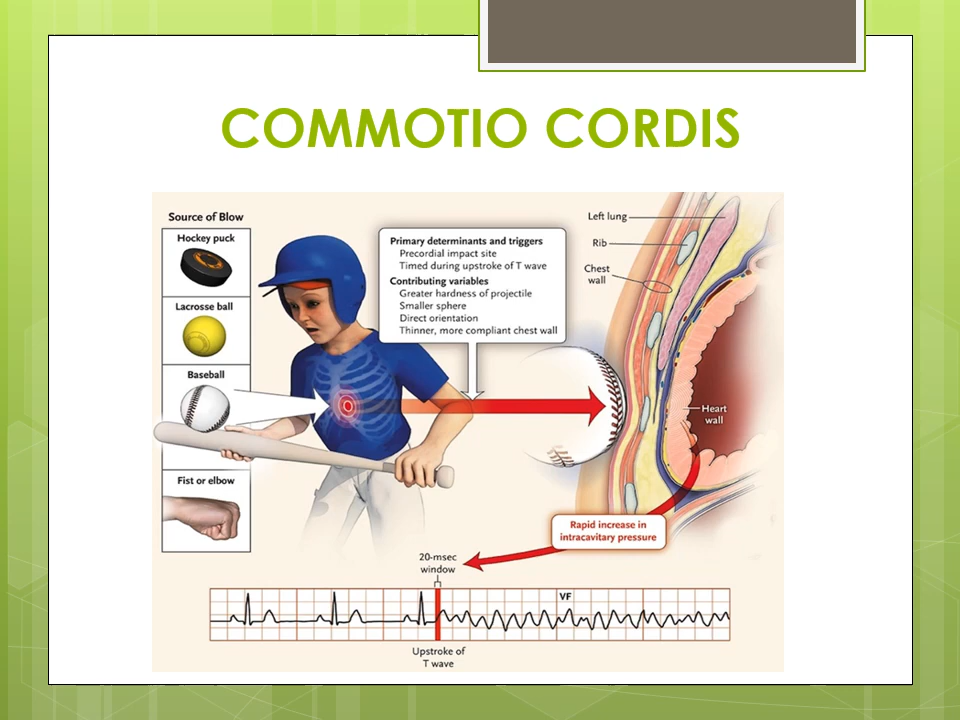 COMMOTIO CORDIS
Source of Blow
Hockey puck
Lacrosse ball
Baseball
Fist or elbow
Primary determinants and triggers
Precordial impact site
Timed during upstroke of T wave
Contributing variables
Greater hardness of projectile
Smaller sphere
Direct orientation
Thinner, more compliant chest wall
Left lung
Rib
Chest
wall
Heart
wall
Rapid increase in
intracavitary pressure
20-msec
window
VF
Upstroke of
T wave